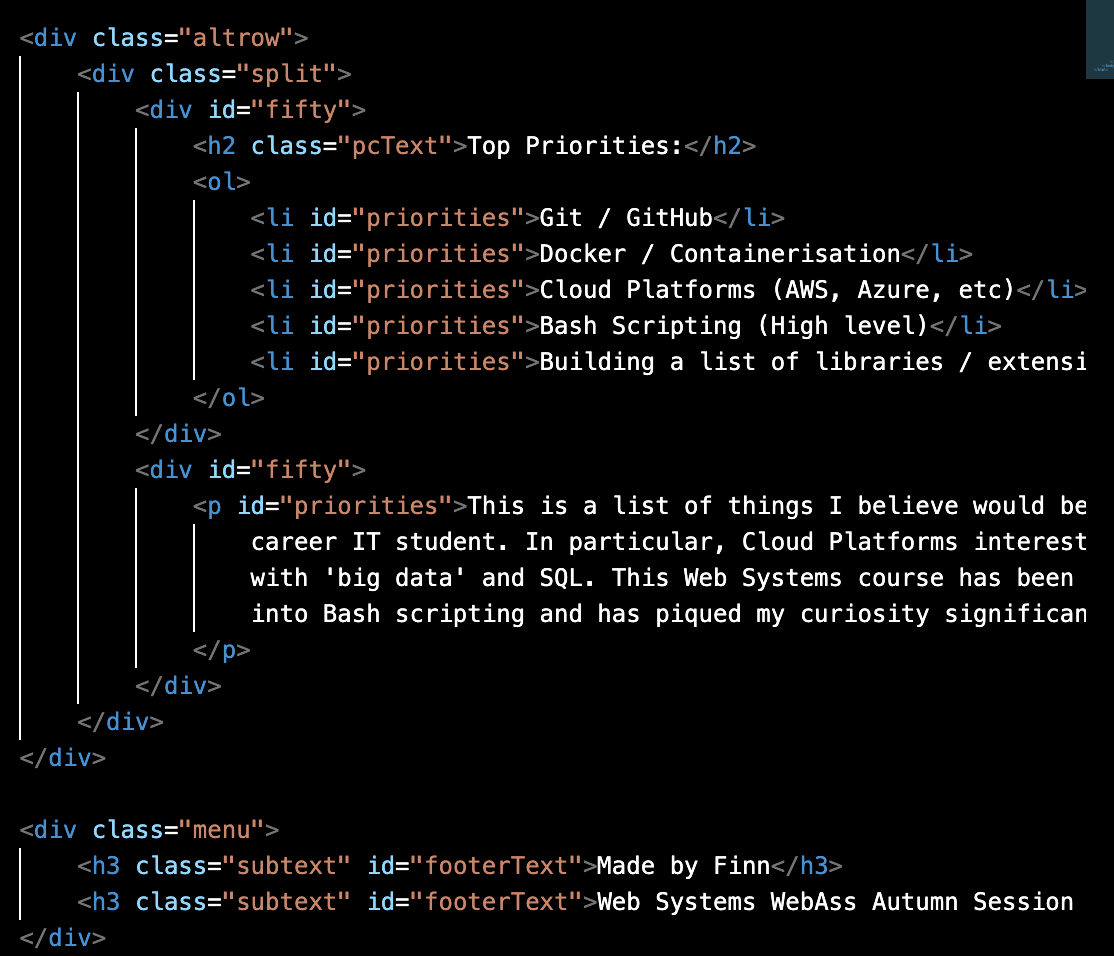 <div class="altrow">
<div class="split">
<div id="fifty">
<h2 class="pcText">Top Priorities:</h2>
<ol>
<li id="priorities">Git / GitHub</li>
<li id="priorities">Docker / Containerisation</li>
<li id="priorities">Cloud Platforms (AWS, Azure, etc)</li>
<li id="priorities">Bash Scripting (High level)</li>
<li id="priorities">Building a list of libraries / extensi
</ol>
</div>
<div id="fifty">
<p id="priorities">This is a list of things I believe would be
career IT student. In particular, Cloud Platforms interest
with 'big data' and SQL. This Web Systems course has been
into Bash scripting and has piqued my curiosity significan
</p>
</div>
</div>
</div>
<div class="menu">
<h3 class="subtext" id="footerText">Made by Finn</h3>
<h3 class="subtext" id="footerText">Web Systems WebAss Autumn Session
</div>